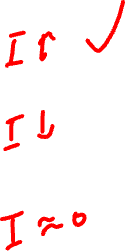 I ↑ ✓
I ↓
I ≈ 0